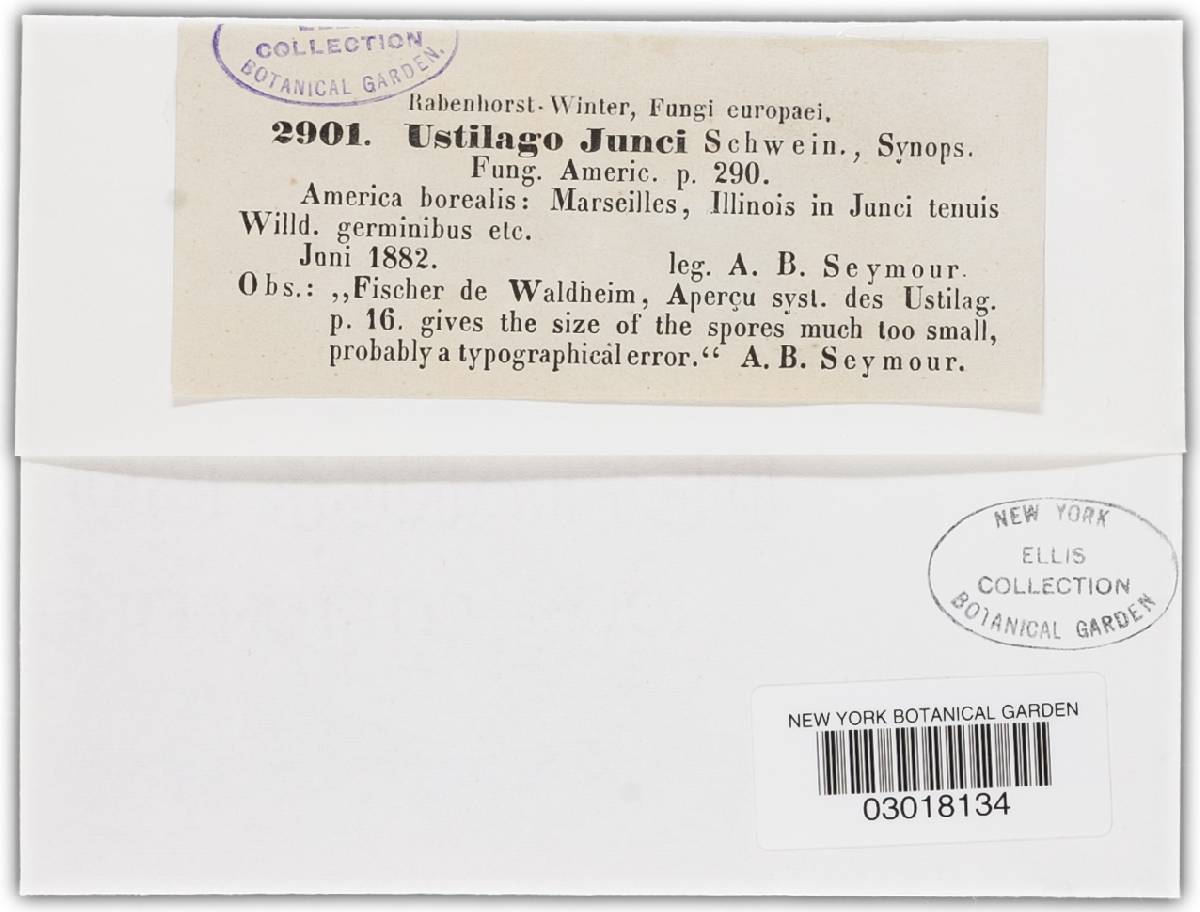 COLLECTION
BOTANICAL GARDEN.
Rabenhorst-Winter, Fungi europaei.
2901. Ustilago Junci Schwein., Synops.
Fung. Americ. p. 290.
America borealis: Marseilles, Illinois in Junci tenuis
Willd. germinibus etc.
Juni 1882. leg. A. B. Seymour.
Obs.: „Fischer de Waldheim, Aperçu syst. des Ustilag.
p. 16. gives the size of the spores much too small,
probably a typographical error.“ A. B. Seymour.
NEW YORK
ELLIS
COLLECTION
BOTANICAL GARDEN
NEW YORK BOTANICAL GARDEN
03018134